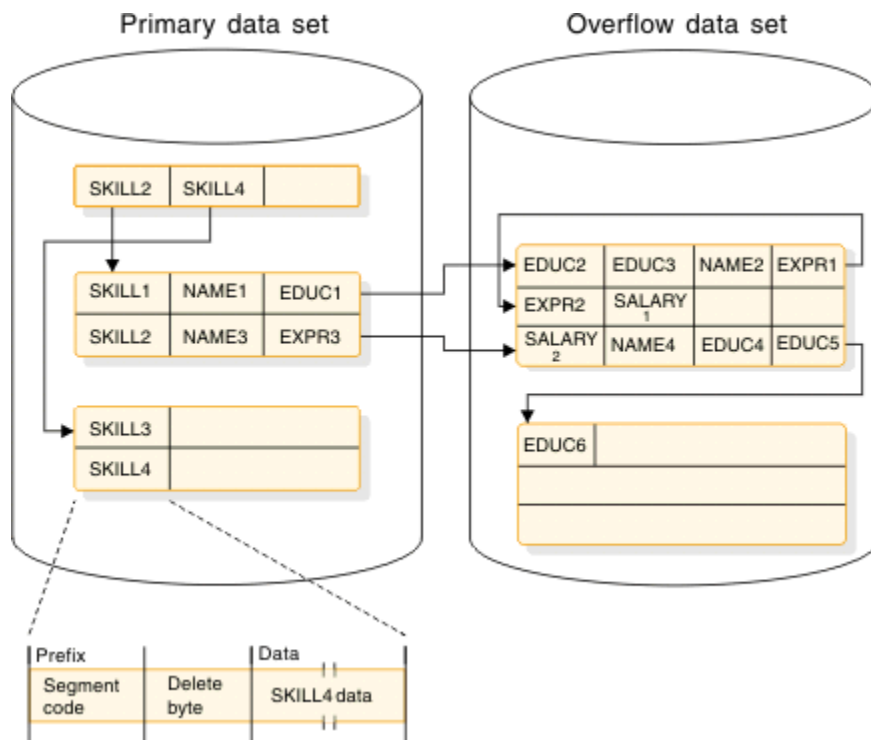 Primary data set
Overflow data set
SKILL2 SKILL4
SKILL1 NAME1 EDUC1
SKILL2 NAME3 EXPR3
SKILL3
SKILL4
EDUC2 EDUC3 NAME2 EXPR1
EXPR2 SALARY
1
SALARY NAME4 EDUC4 EDUC5
2
EDUC6
Prefix Data
Segment Delete SKILL4 data
code byte